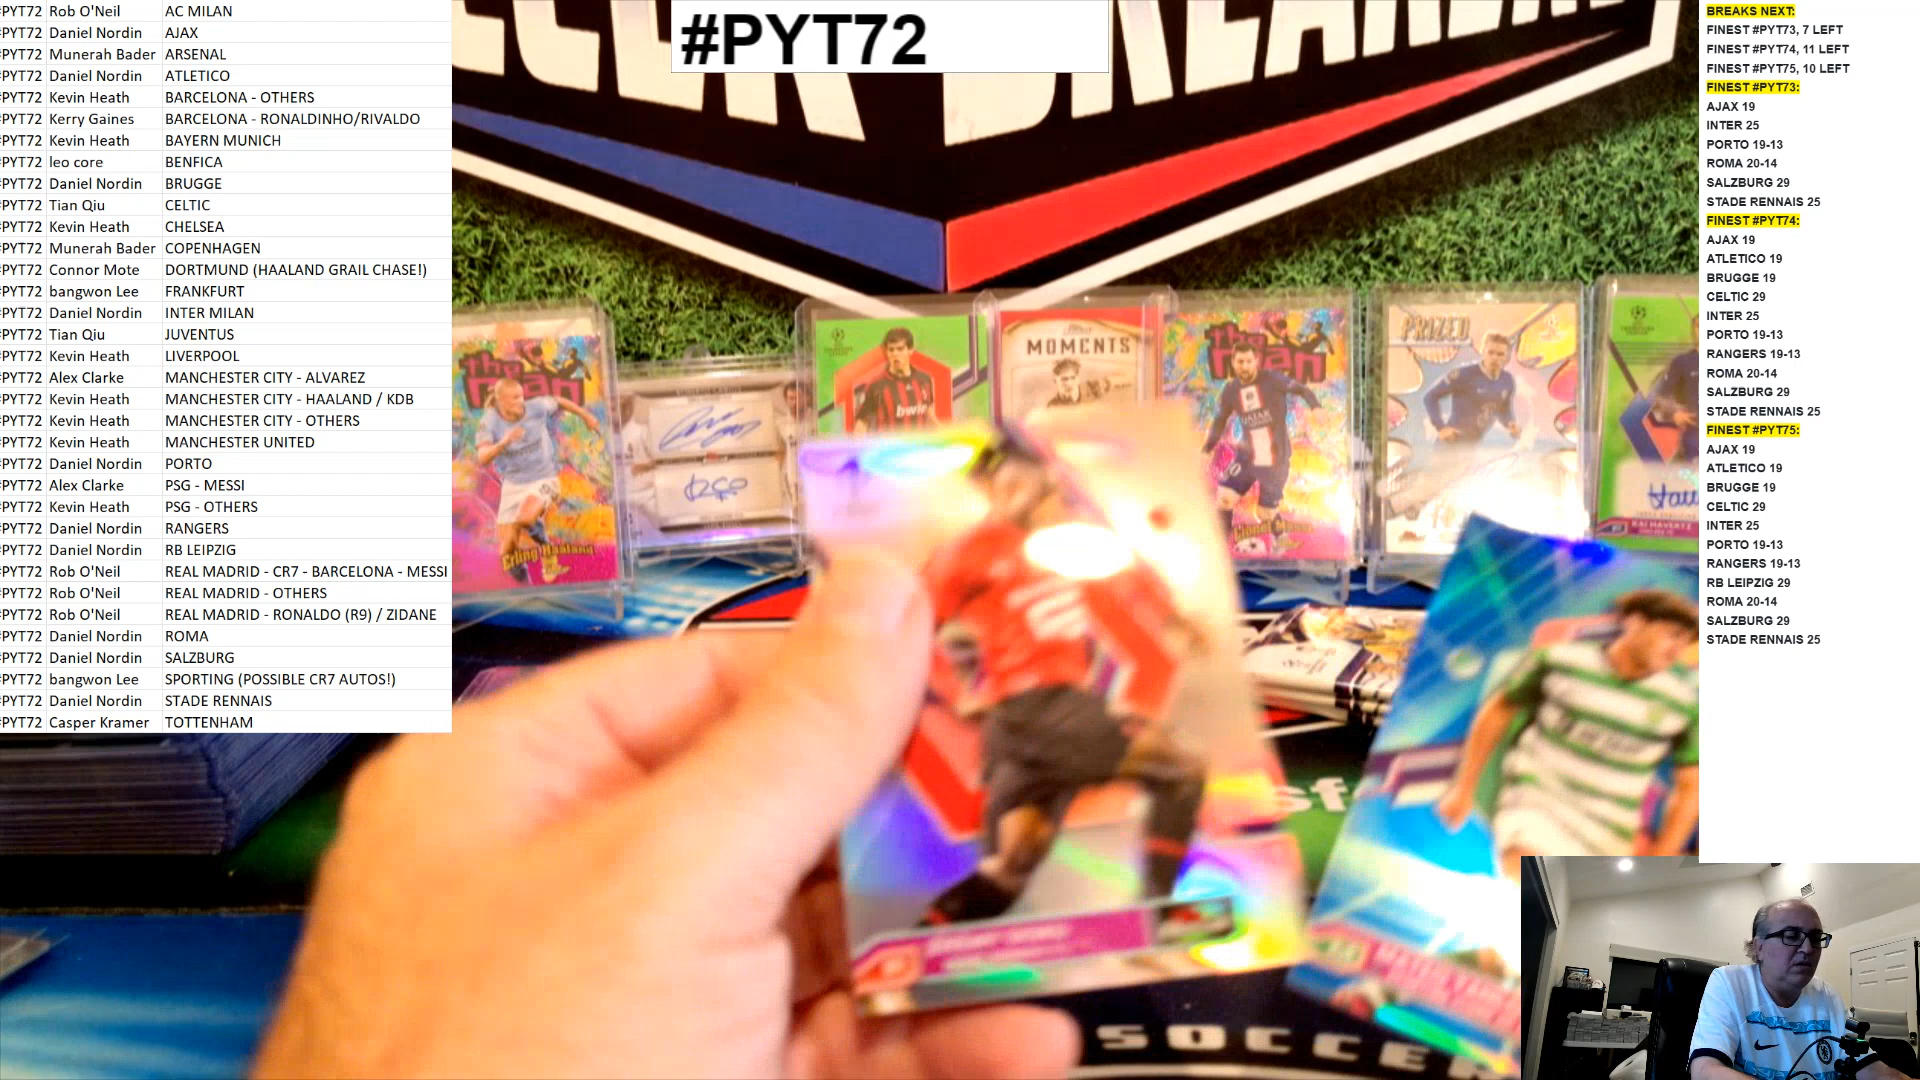 #PYT72
#PYT72 Rob O'Neil AC MILAN
#PYT72 Daniel Nordin AJAX
#PYT72 Munerah Bader ARSENAL
#PYT72 Daniel Nordin ATLETICO
#PYT72 Kevin Heath BARCELONA - OTHERS
#PYT72 Kerry Gaines BARCELONA - RONALDINHO/RIVALDO
#PYT72 Kevin Heath BAYERN MUNICH
#PYT72 leo core BENFICA
#PYT72 Daniel Nordin BRUGGE
#PYT72 Tian Qiu CELTIC
#PYT72 Kevin Heath CHELSEA
#PYT72 Munerah Bader COPENHAGEN
#PYT72 Connor Mote DORTMUND (HAALAND GRAIL CHASE!)
#PYT72 bangwon Lee FRANKFURT
#PYT72 Daniel Nordin INTER MILAN
#PYT72 Tian Qiu JUVENTUS
#PYT72 Kevin Heath LIVERPOOL
#PYT72 Alex Clarke MANCHESTER CITY - ALVAREZ
#PYT72 Kevin Heath MANCHESTER CITY - HAALAND / KDB
#PYT72 Kevin Heath MANCHESTER CITY - OTHERS
#PYT72 Kevin Heath MANCHESTER UNITED
#PYT72 Daniel Nordin PORTO
#PYT72 Alex Clarke PSG - MESSI
#PYT72 Kevin Heath PSG - OTHERS
#PYT72 Daniel Nordin RANGERS
#PYT72 Daniel Nordin RB LEIPZIG
#PYT72 Rob O'Neil REAL MADRID - CR7 - BARCELONA - MESSI
#PYT72 Rob O'Neil REAL MADRID - OTHERS
#PYT72 Rob O'Neil REAL MADRID - RONALDO (R9) / ZIDANE
#PYT72 Daniel Nordin ROMA
#PYT72 Daniel Nordin SALZBURG
#PYT72 bangwon Lee SPORTING (POSSIBLE CR7 AUTOS!)
#PYT72 Daniel Nordin STADE RENNAIS
#PYT72 Casper Kramer TOTTENHAM
The man
Erling Haaland
bwin
MOMENTS
The man
Lionel Messi
PRIZED
KAI HAVERTZ
SOCCER
BREAKS NEXT:
FINEST #PYT73, 7 LEFT
FINEST #PYT74, 11 LEFT
FINEST #PYT75, 10 LEFT
FINEST #PYT73:
AJAX 19
INTER 25
PORTO 19-13
ROMA 20-14
SALZBURG 29
STADE RENNAIS 25
FINEST #PYT74:
AJAX 19
ATLETICO 19
BRUGGE 19
CELTIC 29
INTER 25
PORTO 19-13
RANGERS 19-13
ROMA 20-14
SALZBURG 29
STADE RENNAIS 25
FINEST #PYT75:
AJAX 19
ATLETICO 19
BRUGGE 19
CELTIC 29
INTER 25
PORTO 19-13
RANGERS 19-13
RB LEIPZIG 29
ROMA 20-14
SALZBURG 29
STADE RENNAIS 25